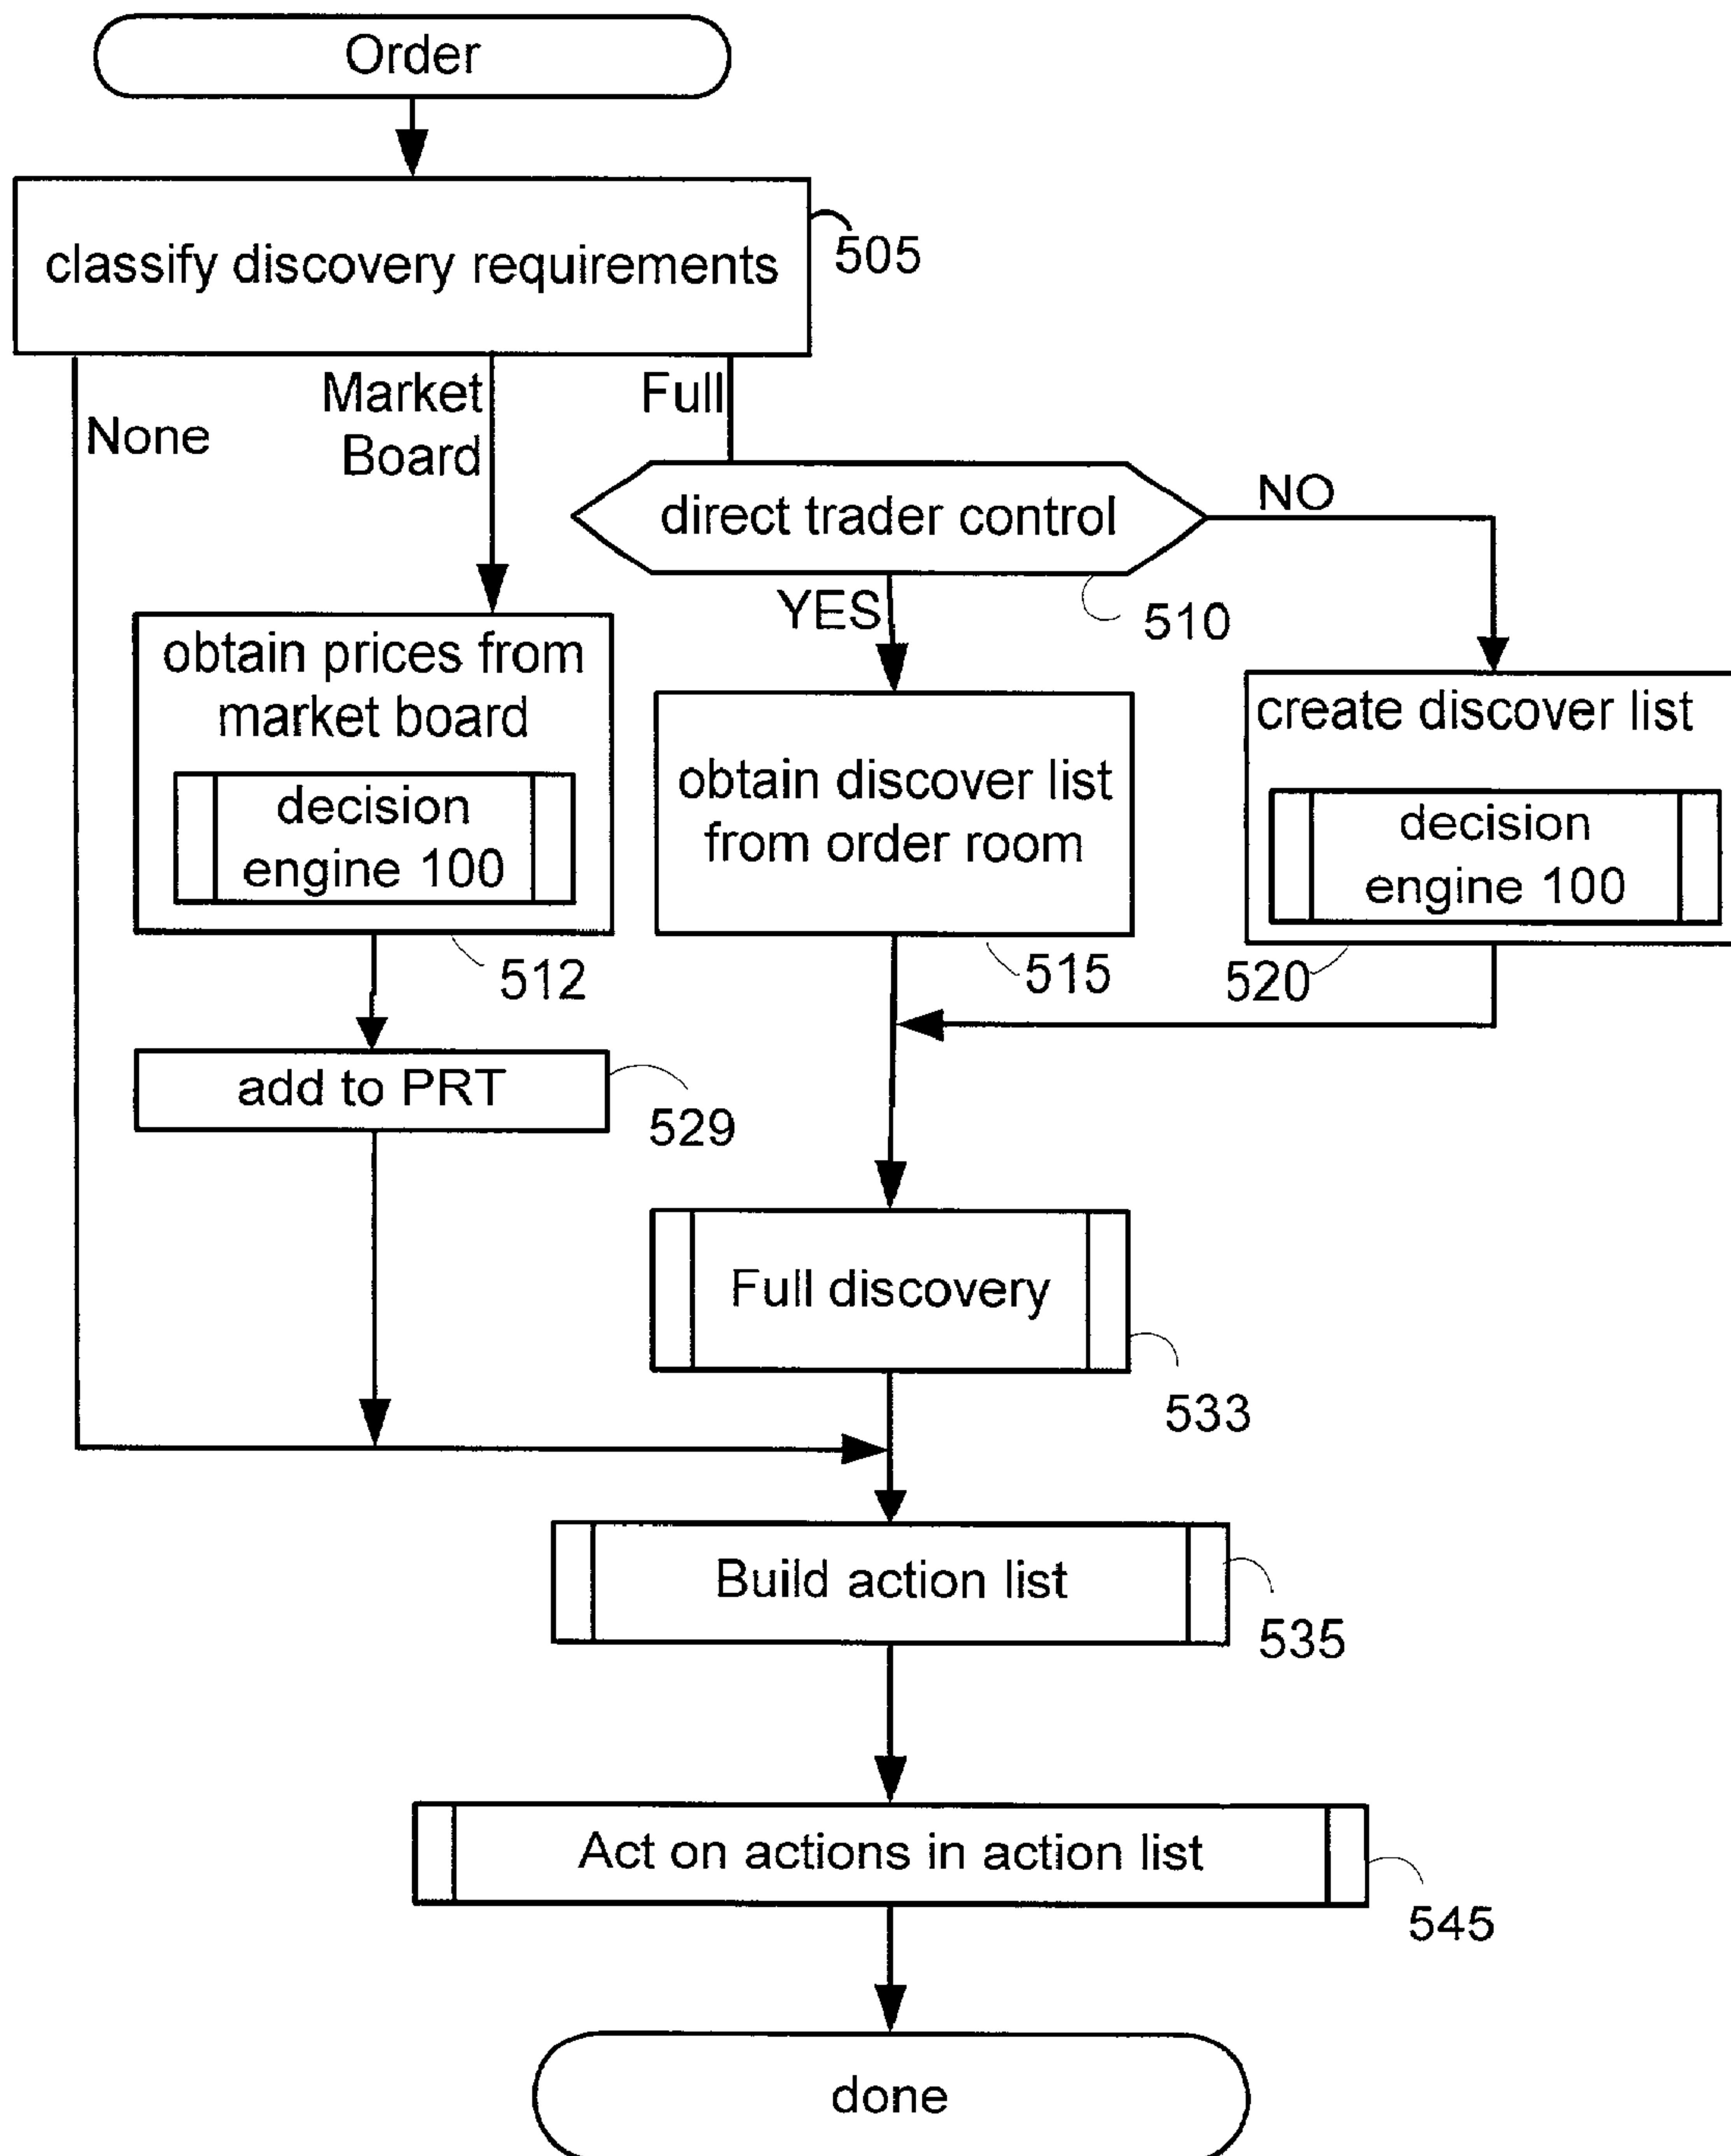 Order
classify discovery requirements
505
None
Market
Board
Full
direct trader control
NO
YES
510
obtain prices from
market board
decision
engine 100
512
obtain discover list
from order room
515
create discover list
decision
engine 100
520
add to PRT
529
Full discovery
533
Build action list
535
Act on actions in action list
545
done